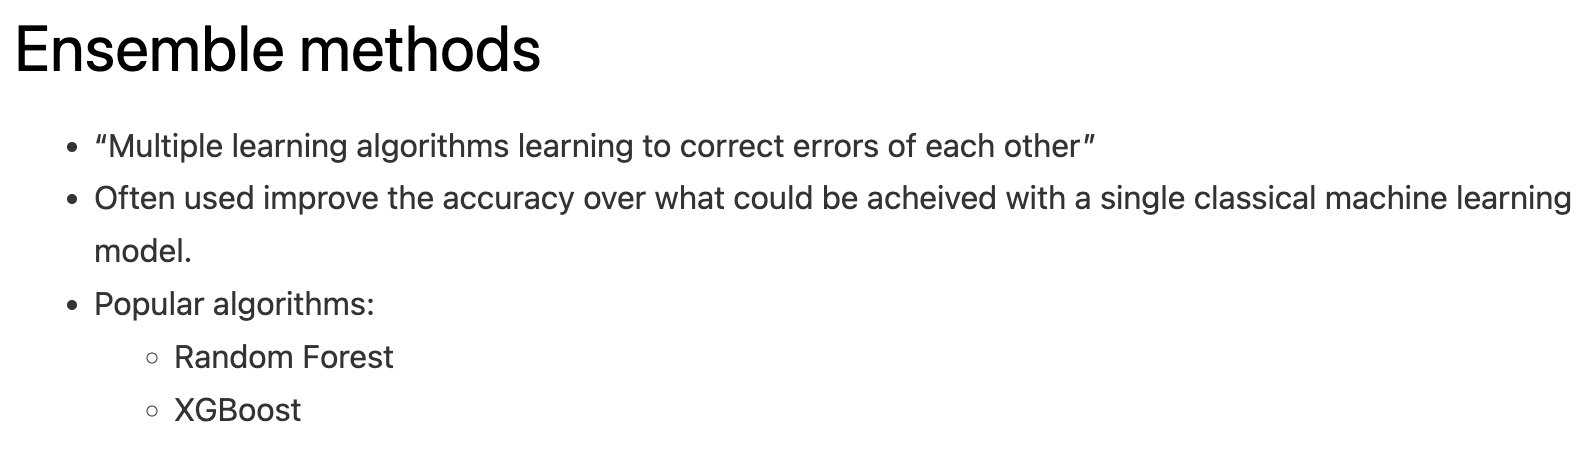 Ensemble methods
• “Multiple learning algorithms learning to correct errors of each other”
• Often used improve the accuracy over what could be acheived with a single classical machine learning
model.
• Popular algorithms:
◦ Random Forest
◦ XGBoost